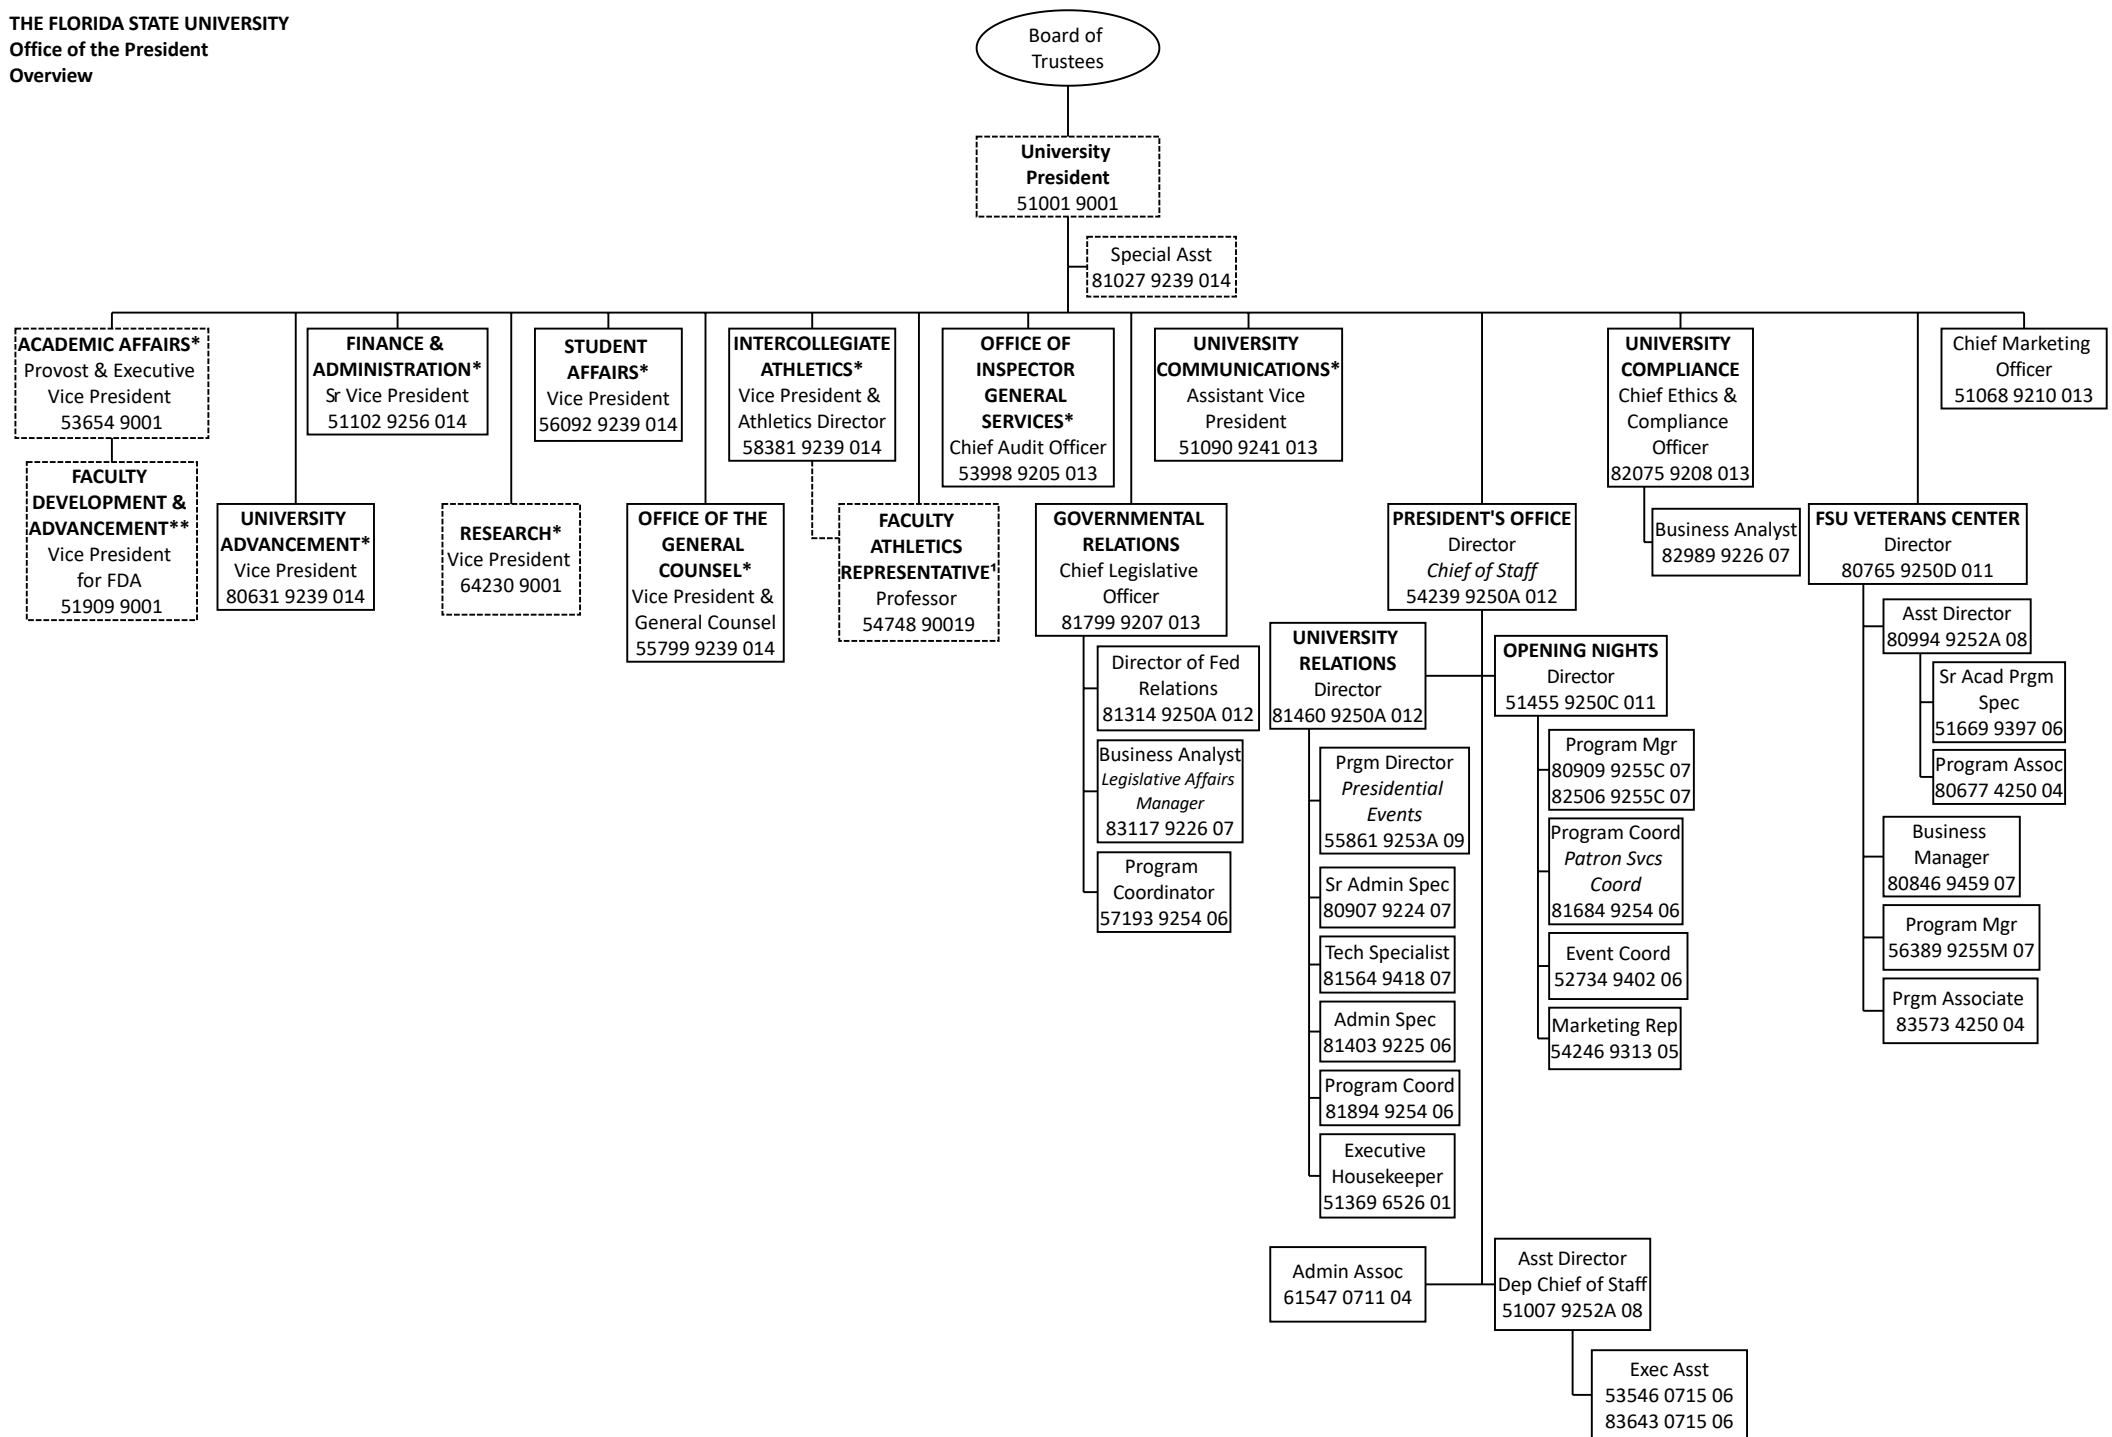 THE FLORIDA STATE UNIVERSITY
Office of the President
Overview
Board of
Trustees
University
President
51001 9001
Special Asst
81027 9239 014
ACADEMIC AFFAIRS*
Provost & Executive
Vice President
53654 9001
FACULTY
DEVELOPMENT &
ADVANCEMENT**
Vice President
for FDA
51909 9001
UNIVERSITY
ADVANCEMENT*
Vice President
80631 9239 014
FINANCE &
ADMINISTRATION*
Sr Vice President
51102 9256 014
RESEARCH*
Vice President
64230 9001
STUDENT
AFFAIRS*
Vice President
56092 9239 014
OFFICE OF THE
GENERAL
COUNSEL*
Vice President &
General Counsel
55799 9239 014
INTERCOLLEGIATE
ATHLETICS*
Vice President &
Athletics Director
58381 9239 014
FACULTY
ATHLETICS
REPRESENTATIVE¹
Professor
54748 90019
OFFICE OF
INSPECTOR
GENERAL
SERVICES*
Chief Audit Officer
53998 9205 013
GOVERNMENTAL
RELATIONS
Chief Legislative
Officer
81799 9207 013
Director of Fed
Relations
81314 9250A 012
Business Analyst
Legislative Affairs
Manager
83117 9226 07
Program
Coordinator
57193 9254 06
UNIVERSITY
COMMUNICATIONS*
Assistant Vice
President
51090 9241 013
PRESIDENT'S OFFICE
Director
Chief of Staff
54239 9250A 012
UNIVERSITY
RELATIONS
Director
81460 9250A 012
Prgm Director
Presidential
Events
55861 9253A 09
Sr Admin Spec
80907 9224 07
Tech Specialist
81564 9418 07
Admin Spec
81403 9225 06
Program Coord
81894 9254 06
Executive
Housekeeper
51369 6526 01
OPENING NIGHTS
Director
51455 9250C 011
Program Mgr
80909 9255C 07
82506 9255C 07
Program Coord
Patron Svcs
Coord
81684 9254 06
Event Coord
52734 9402 06
Marketing Rep
54246 9313 05
Admin Assoc
61547 0711 04
Asst Director
Dep Chief of Staff
51007 9252A 08
Exec Asst
53546 0715 06
83643 0715 06
UNIVERSITY
COMPLIANCE
Chief Ethics &
Compliance
Officer
82075 9208 013
Business Analyst
82989 9226 07
FSU VETERANS CENTER
Director
80765 9250D 011
Asst Director
80994 9252A 08
Sr Acad Prgm
Spec
51669 9397 06
Program Assoc
80677 4250 04
Business
Manager
80846 9459 07
Program Mgr
56389 9255M 07
Prgm Associate
83573 4250 04
Chief Marketing
Officer
51068 9210 013